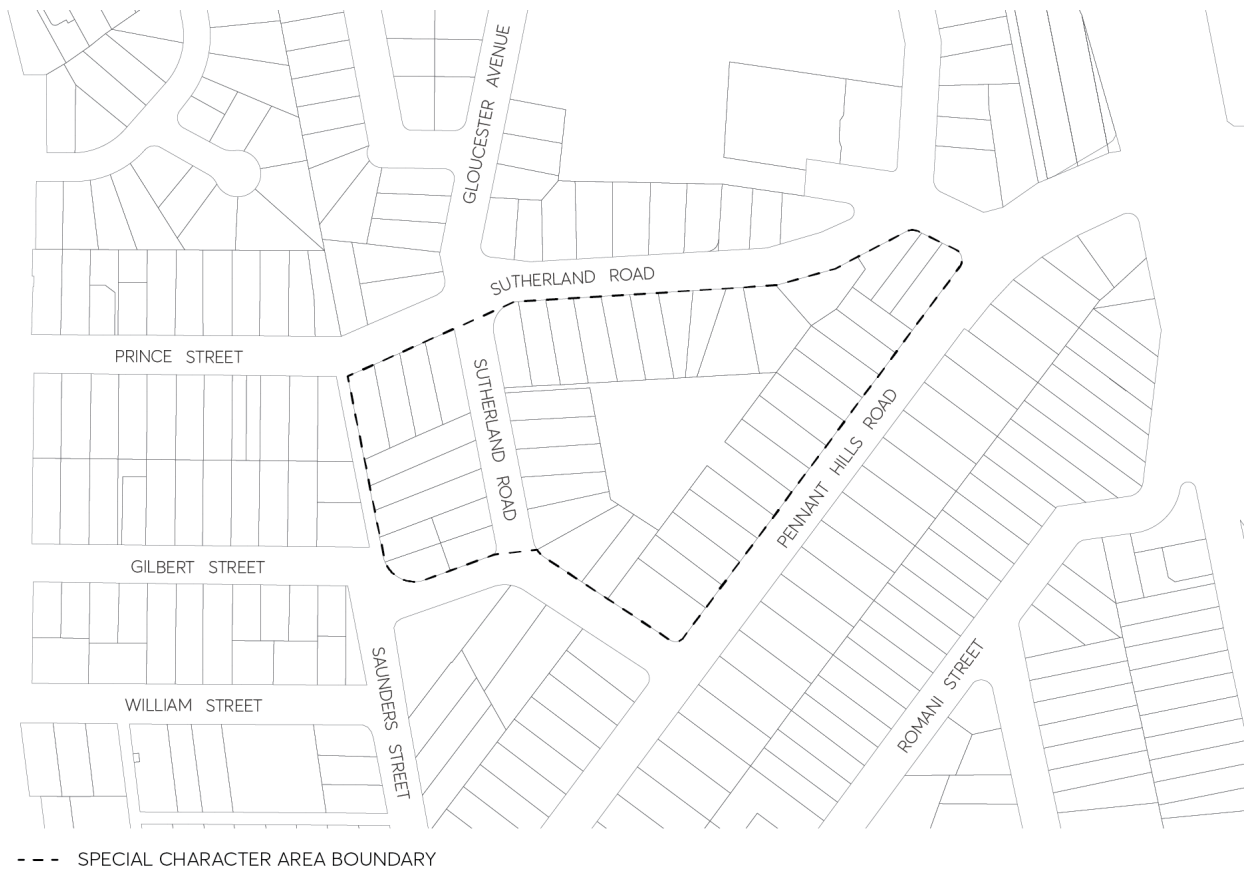 GLOUCESTER AVENUE
SUTHERLAND ROAD
PRINCE STREET
SUTHERLAND ROAD
PENNANT HILLS ROAD
GILBERT STREET
SAUNDERS STREET
ROMANI STREET
WILLIAM STREET
SPECIAL CHARACTER AREA BOUNDARY